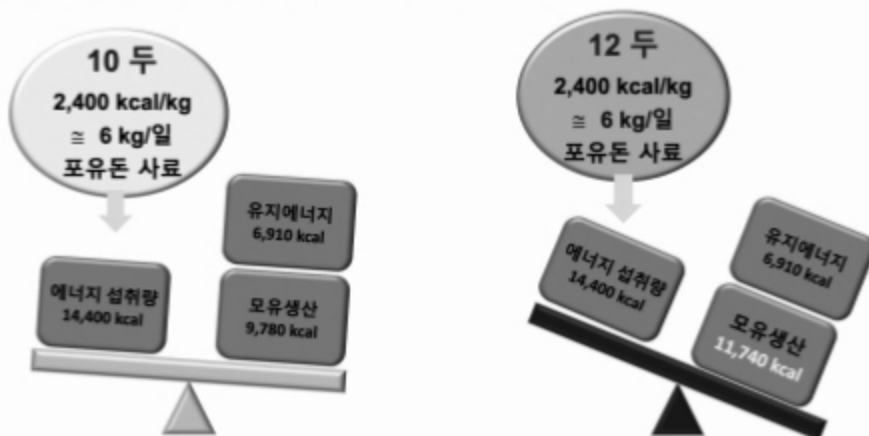 10 두
2,400 kcal/kg
≅ 6 kg/일
포유돈 사료
유지에너지
6,910 kcal
에너지 섭취량
14,400 kcal
모유생산
9,780 kcal
12 두
2,400 kcal/kg
≅ 6 kg/일
포유돈 사료
유지에너지
6,910 kcal
에너지 섭취량
14,400 kcal
모유생산
11,740 kcal